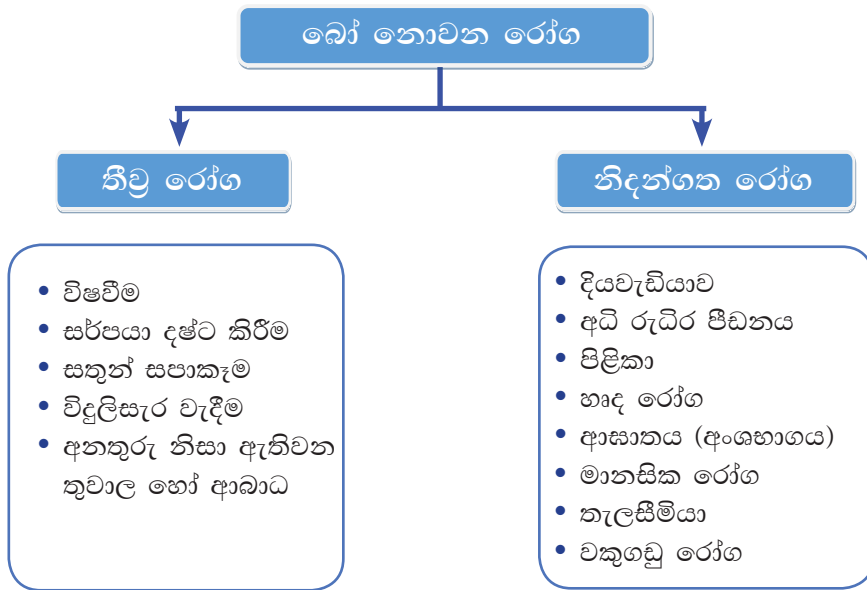 බෝ නොවන රෝග
තීව්‍ර රෝග
නිදන්ගත රෝග
• විෂවීම
• සර්පයා දෂ්ට කිරීම
• සතුන් සපාකෑම
• විදුලිසැර වැදීම
• අනතුරු නිසා ඇතිවන
තුවාල හෝ ආබාධ
• දියවැඩියාව
• අධි රුධිර පීඩනය
• පිළිකා
• හෘද රෝග
• ආඝාතය (අංශභාගය)
• මානසික රෝග
• තැලසීමියා
• වකුගඩු රෝග